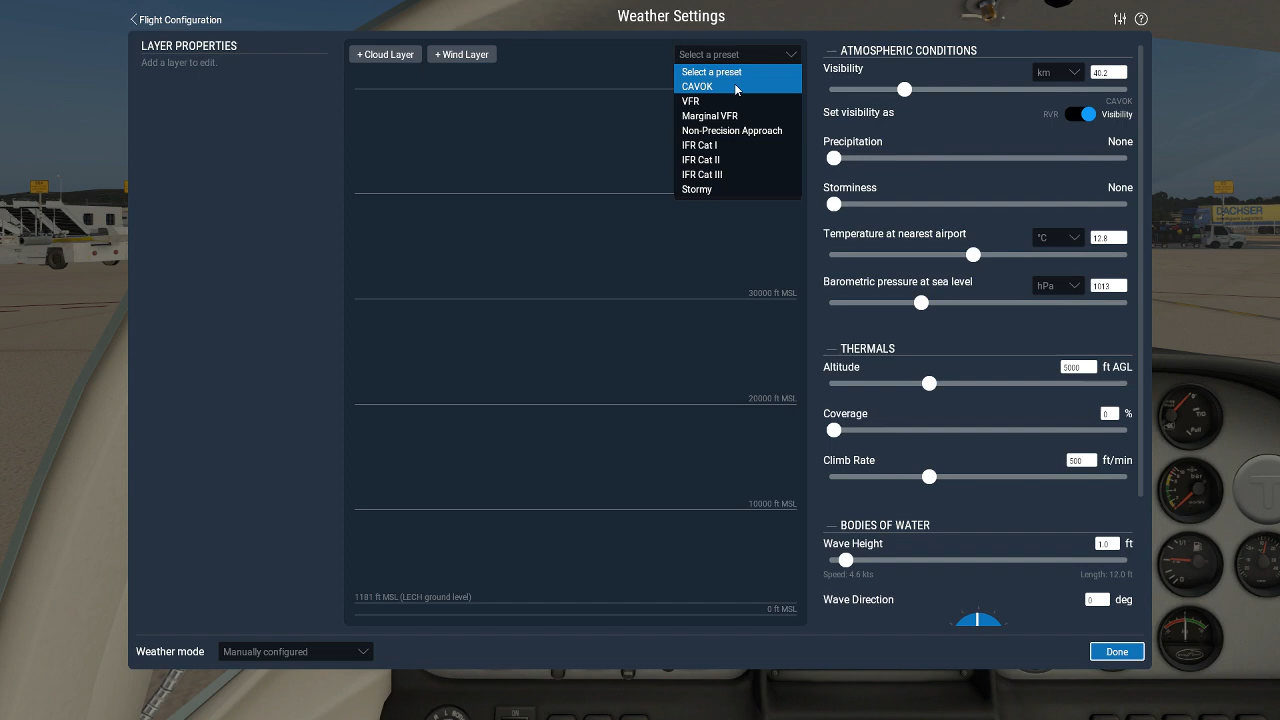 Flight Configuration
Weather Settings
LAYER PROPERTIES
Add a layer to edit.
+ Cloud Layer
+ Wind Layer
Select a preset
Select a preset
CAVOK
VFR
Marginal VFR
Non-Precision Approach
IFR Cat I
IFR Cat II
IFR Cat III
Stormy
30000 ft MSL
20000 ft MSL
10000 ft MSL
1181 ft MSL (LECH ground level)
0 ft MSL
ATMOSPHERIC CONDITIONS
Visibility
km
40.2
CAVOK
Set visibility as
RVR
Visibility
Precipitation
None
Storminess
None
Temperature at nearest airport
°C
12.8
Barometric pressure at sea level
hPa
1013
THERMALS
Altitude
5000
ft AGL
Coverage
0
%
Climb Rate
500
ft/min
BODIES OF WATER
Wave Height
1.0
ft
Speed: 4.6 kts
Length: 12.0 ft
Wave Direction
0
deg
Weather mode
Manually configured
Done
DACHSER
bar